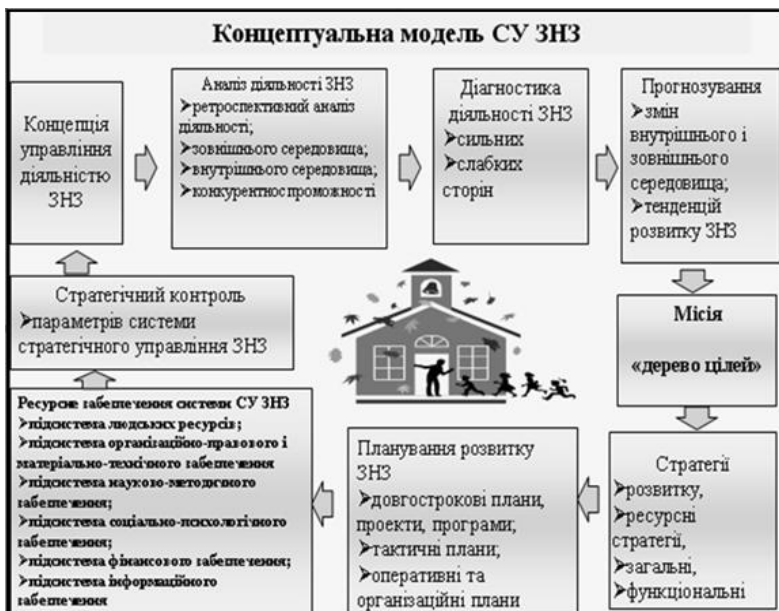 Концептуальна модель СУ ЗНЗ
Концепція
управління
діяльністю
ЗНЗ
Аналіз діяльності ЗНЗ
➢ретроспективний аналіз
діяльності;
➢зовнішнього середовища;
➢внутрішнього середовища;
➢конкурентноспроможності
Діагностика
діяльності ЗНЗ
➢сильних
➢слабких
сторін
Прогнозування
➢змін
внутрішнього і
зовнішнього
середовища;
➢тенденцій
розвитку ЗНЗ
Місія
«дерево цілей»
Стратегії
➢розвитку,
➢ресурсні
стратегії,
➢загальні,
➢функціональні
Планування розвитку
ЗНЗ
➢довгострокові плани,
проекти, програми;
➢тактичні плани;
➢оперативні та
організаційні плани
Ресурсне забезпечення системи СУ ЗНЗ
➢підсистема людських ресурсів;
➢підсистема організаційно-правового і
матеріально-технічного забезпечення
➢підсистема науково-методичного
забезпечення;
➢підсистема соціально-психологічного
забезпечення;
➢підсистема фінансового забезпечення;
➢підсистема інформаційного
забезпечення
Стратегічний контроль
➢параметрів системи
стратегічного управління ЗНЗ